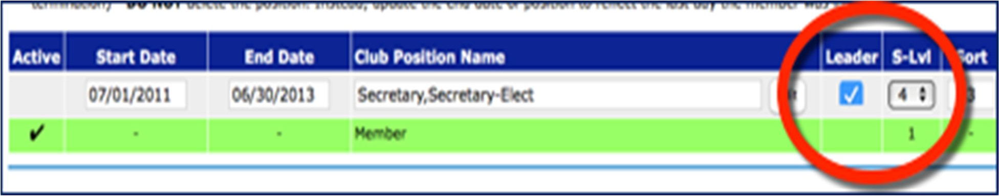 termination) DO NOT delete the position. Instead, update the end date of position to reflect the last day the member was
Active Start Date End Date Club Position Name Leader S-Lvl Sort
07/01/2011 06/30/2013 Secretary,Secretary-Elect 4 3
✔ - - Member 1 -